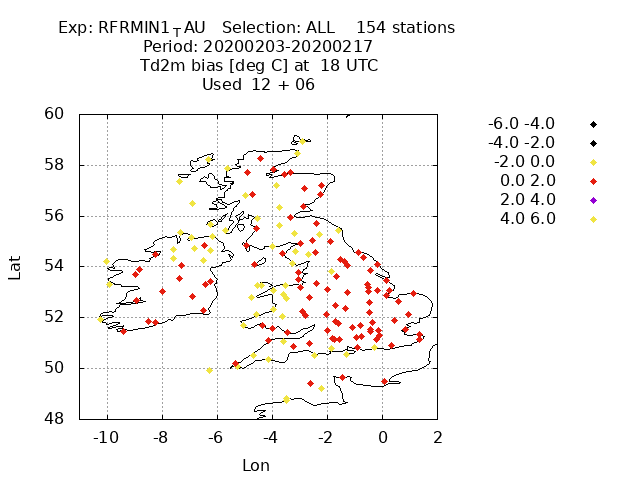 Exp: RFRMIN1TAU Selection: ALL 154 stations
Period: 20200203-20200217
Td2m bias [deg C] at 18 UTC
Used 12 + 06
60
58
56
54
52
50
48
Lat
-10 -8 -6 -4 -2 0 2
Lon
-6.0 -4.0
-4.0 -2.0
-2.0 0.0
0.0 2.0
2.0 4.0
4.0 6.0